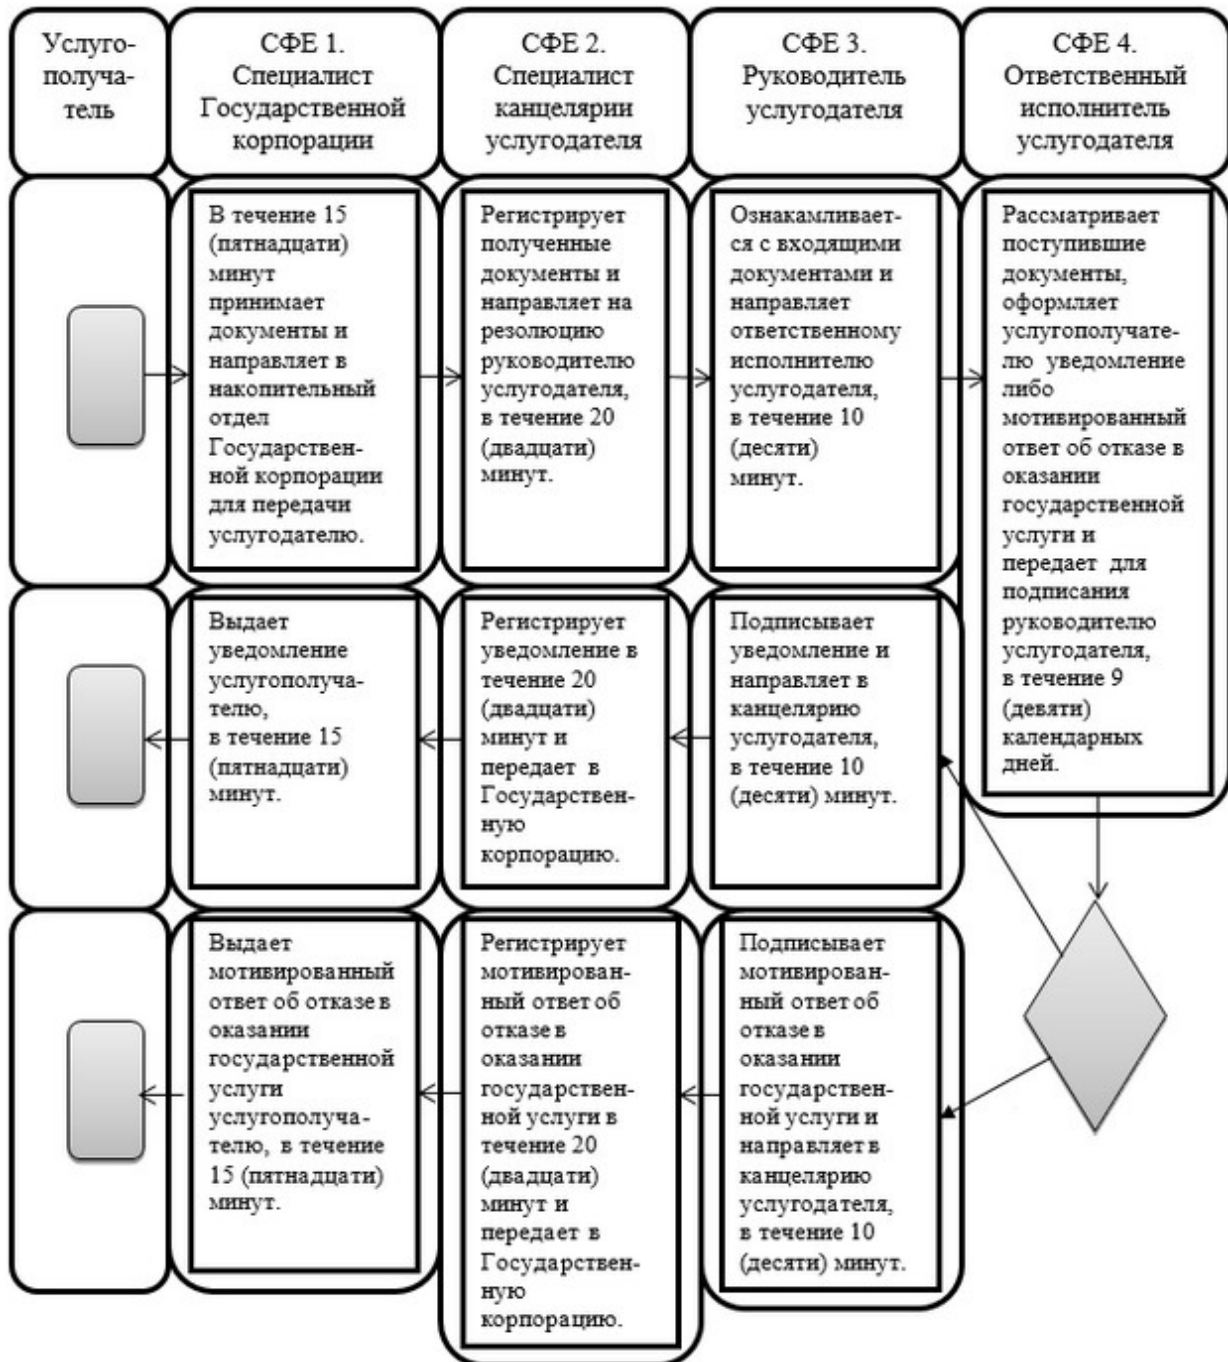 Услуго-
получа-
тель
СФЕ 1.
Специалист
Государственной
корпорации
СФЕ 2.
Специалист
канцелярии
услугодателя
СФЕ 3.
Руководитель
услугодателя
СФЕ 4.
Ответственный
исполнитель
услугодателя
В течение 15
(пятнадцати)
минут
принимает
документы и
направляет в
накопительный
отдел
Государствен-
ной корпорации
для передачи
услугодателю.
Регистрирует
полученные
документы и
направляет на
резолюцию
руководителю
услугодателя,
в течение 20
(двадцати)
минут.
Ознакамливает-
ся с входящими
документами и
направляет
ответственному
исполнителю
услугодателя,
в течение 10
(десяти)
минут.
Рассматривает
поступившие
документы,
оформляет
услугополучате-
лю уведомление
либо
мотивированный
ответ об отказе в
оказании
государственной
услуги и
передает для
подписания
руководителю
услугодателя,
в течение 9
(девяти)
календарных
дней.
Выдает
уведомление
услугополуча-
телю,
в течение 15
(пятнадцати)
минут.
Регистрирует
уведомление в
течение 20
(двадцати)
минут и
передает в
Государствен-
ную
корпорацию.
Подписывает
уведомление и
направляет в
канцелярию
услугодателя,
в течение 10
(десяти) минут.
Выдает
мотивированный
ответ об отказе в
оказании
государственной
услуги
услугополуча-
телю, в течение
15 (пятнадцати)
минут.
Регистрирует
мотивирован-
ный ответ об
отказе в
оказании
государствен-
ной услуги в
течение 20
(двадцати)
минут и
передает в
Государствен-
ную
корпорацию.
Подписывает
мотивирован-
ный ответ об
отказе в
оказании
государствен-
ной услуги и
направляет в
канцелярию
услугодателя,
в течение 10
(десяти) минут.